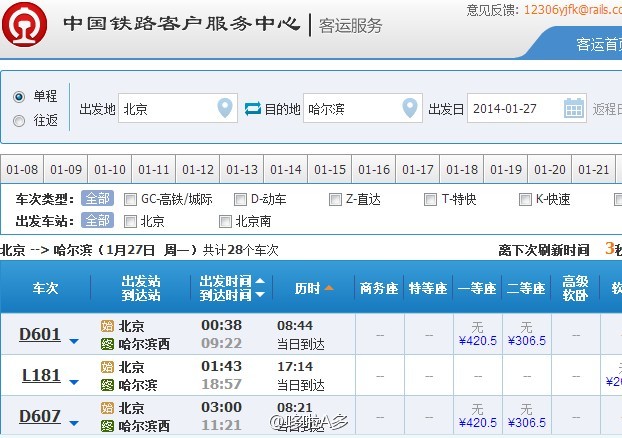 意见反馈: 12306yjfk@rails.co
中国铁路客户服务中心 | 客运服务
客运首页
单程
往返
出发地 北京 目的地 哈尔滨 出发日 2014-01-27 返程日
01-08 01-09 01-10 01-11 01-12 01-13 01-14 01-15 01-16 01-17 01-18 01-19 01-20 01-21
车次类型: 全部 GC-高铁/城际 D-动车 Z-直达 T-特快 K-快速
出发车站: 全部 北京 北京南
北京 --> 哈尔滨（1月27日 周一）共计28个车次 离下次刷新时间 3秒
车次 出发站 到达站 出发时间 到达时间 历时 商务座 特等座 一等座 二等座 高级软卧 软
D601 始 北京 00:38 08:44 -- -- 无 无 --
终 哈尔滨西 09:22 当日到达 ¥420.5 ¥306.5
L181 始 北京 01:43 17:14 -- -- -- -- --
终 哈尔滨 18:57 当日到达
D607 始 北京 03:00 08:21 -- -- 无 无 --
终 哈尔滨西 11:21 当日到达 ¥420.5 ¥306.5